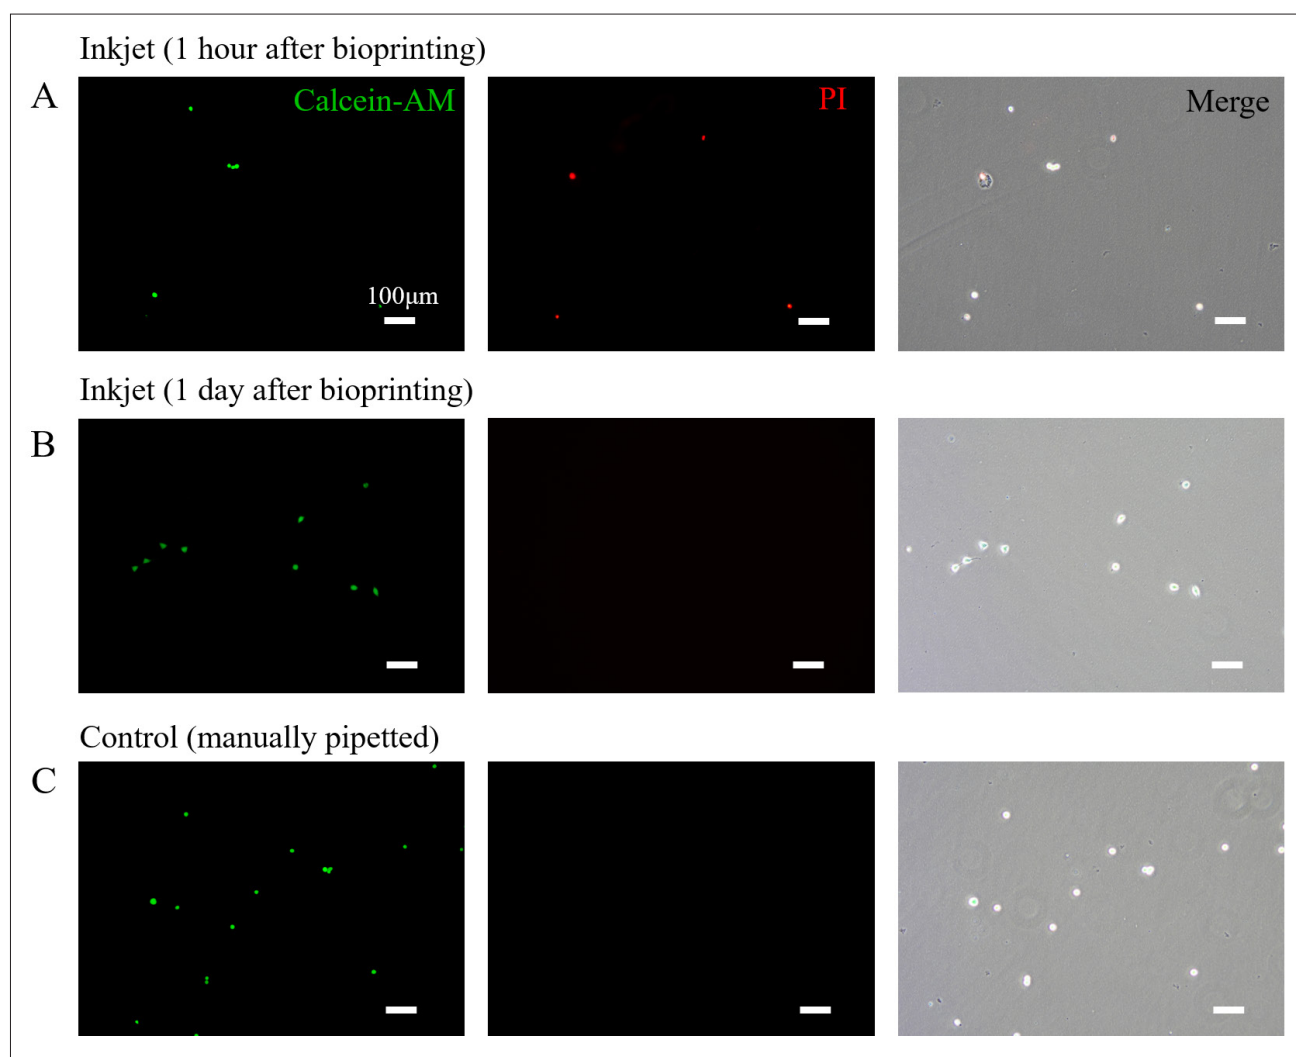 Inkjet (1 hour after bioprinting)
A
Calcein-AM
PI
Merge
100μm
Inkjet (1 day after bioprinting)
B
Control (manually pipetted)
C